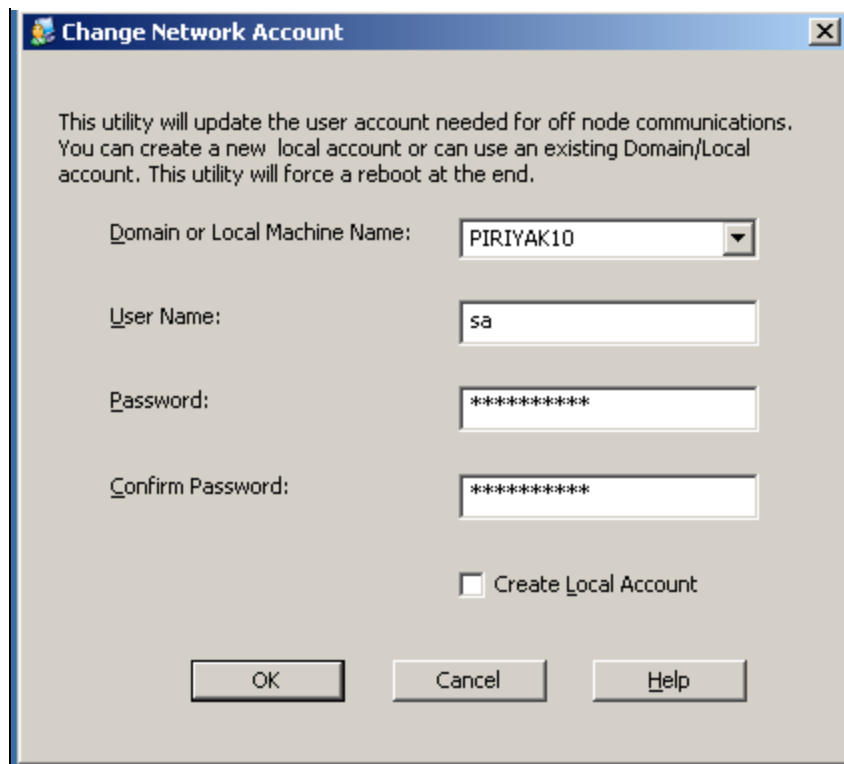 Change Network Account
This utility will update the user account needed for off node communications.
You can create a new local account or can use an existing Domain/Local
account. This utility will force a reboot at the end.
Domain or Local Machine Name: PIRIYAK10
User Name: sa
Password: **********
Confirm Password: **********
Create Local Account
OK Cancel Help